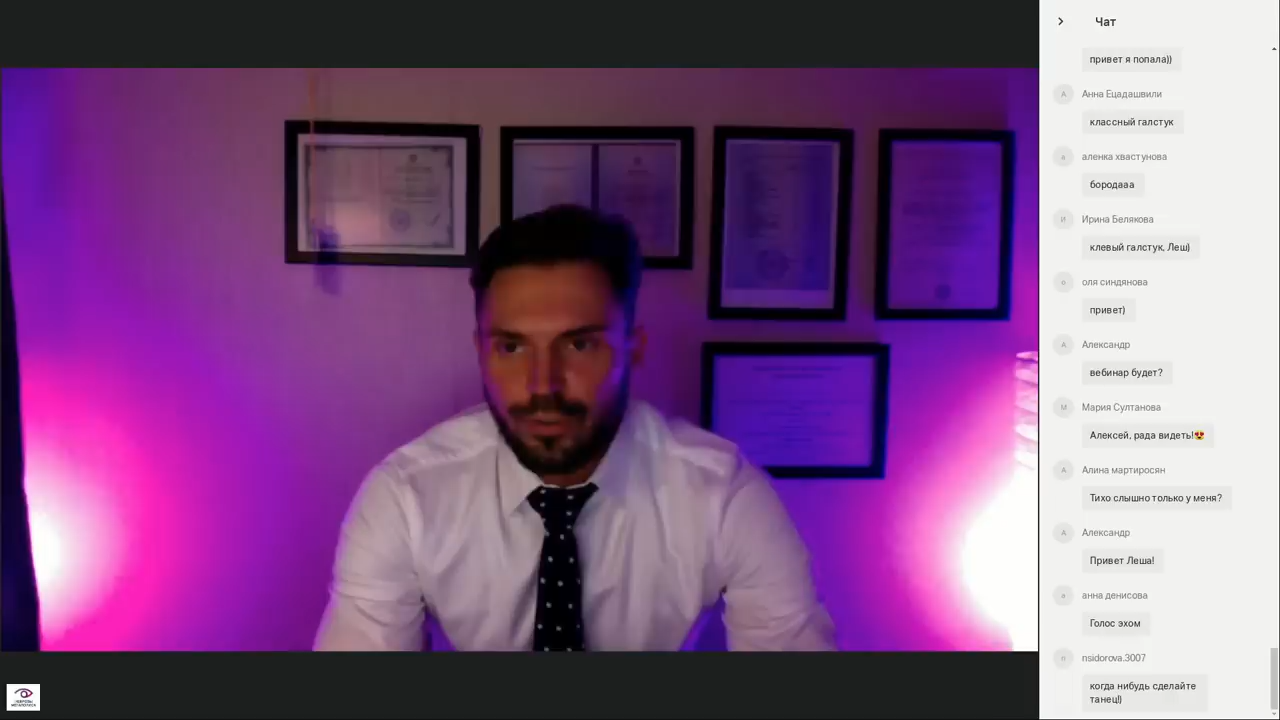 Чат
привет я попала))
А
Анна Ецадашвили
классный галстук
а
аленка хвастунова
бородааа
И
Ирина Белякова
клевый галстук, Леш)
о
оля синдянова
привет)
А
Александр
вебинар будет?
М
Мария Султанова
Алексей, рада видеть!😍
А
Алина мартиросян
Тихо слышно только у меня?
А
Александр
Привет Леша!
а
анна денисова
Голос эхом
n
nsidorova.3007
когда нибудь сделайте
танец!)
НЕВРОЗЫ
МЕГАПОЛИСА